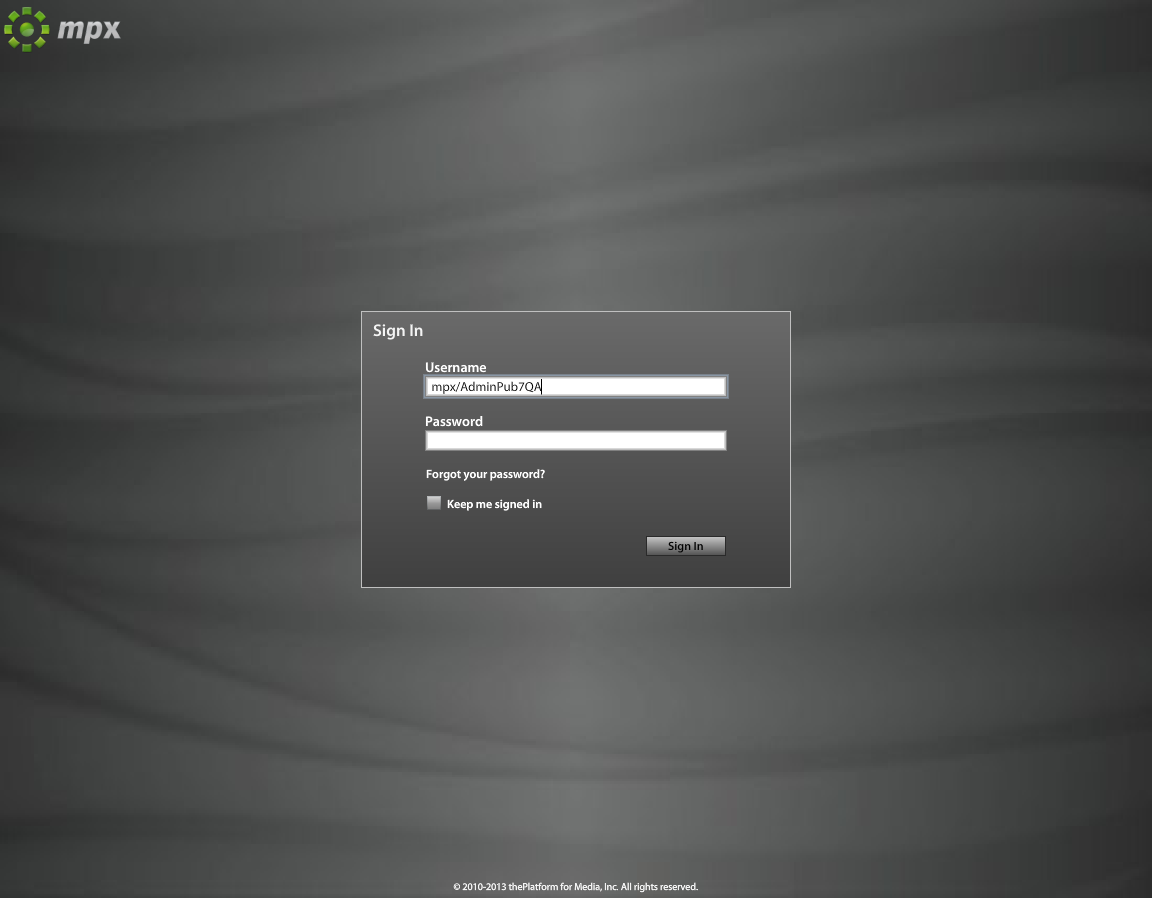 mpx
Sign In
Username
mpx/AdminPub7QA
Password
Forgot your password?
Keep me signed in
Sign In
© 2010-2013 thePlatform for Media, Inc. All rights reserved.